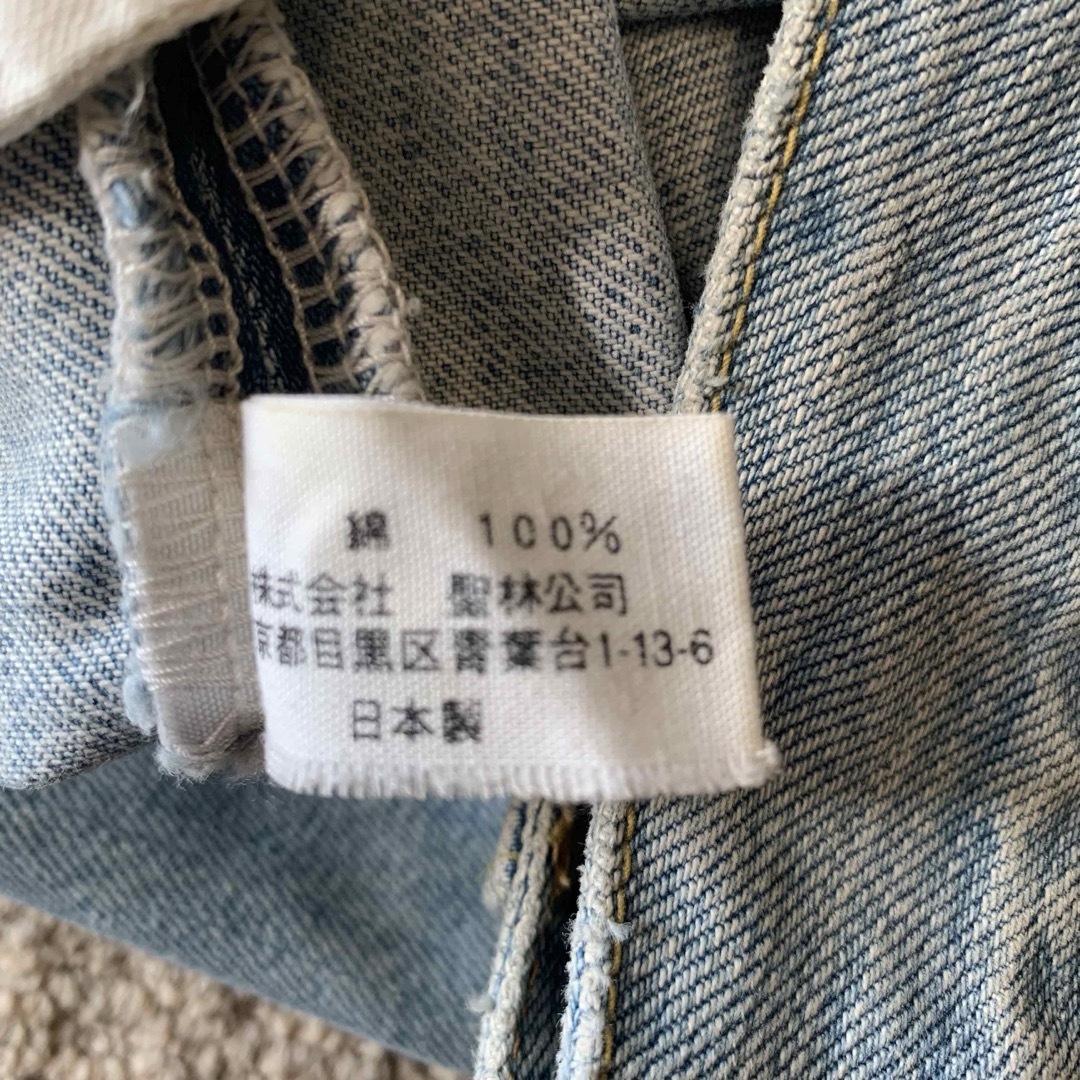 綿 100%
株式会社 聖林公司
京都目黒区青葉台1-13-6
日本製